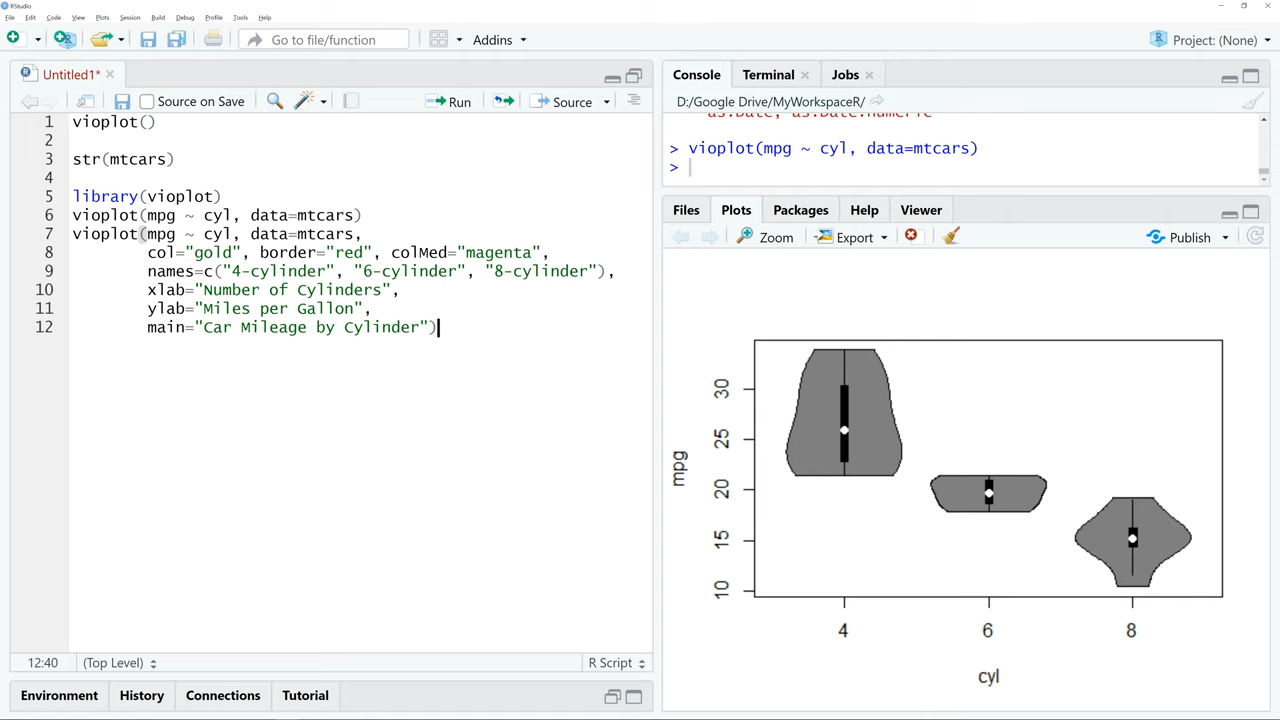 RStudio
File Edit Code View Plots Session Build Debug Profile Tools Help
Go to file/function Addins Project: (None)
Untitled1*
Source on Save Run Source
1 vioplot()
2
3 str(mtcars)
4
5 library(vioplot)
6 vioplot(mpg ~ cyl, data=mtcars)
7 vioplot(mpg ~ cyl, data=mtcars,
8 col="gold", border="red", colMed="magenta",
9 names=c("4-cylinder", "6-cylinder", "8-cylinder"),
10 xlab="Number of Cylinders",
11 ylab="Miles per Gallon",
12 main="Car Mileage by Cylinder")
12:40 (Top Level) R Script
Environment History Connections Tutorial
Console Terminal Jobs
D:/Google Drive/MyWorkspaceR/
as.Date, as.Date.numeric
> vioplot(mpg ~ cyl, data=mtcars)
>
Files Plots Packages Help Viewer
Zoom Export Publish
mpg
30
25
20
15
10
4 6 8
cyl